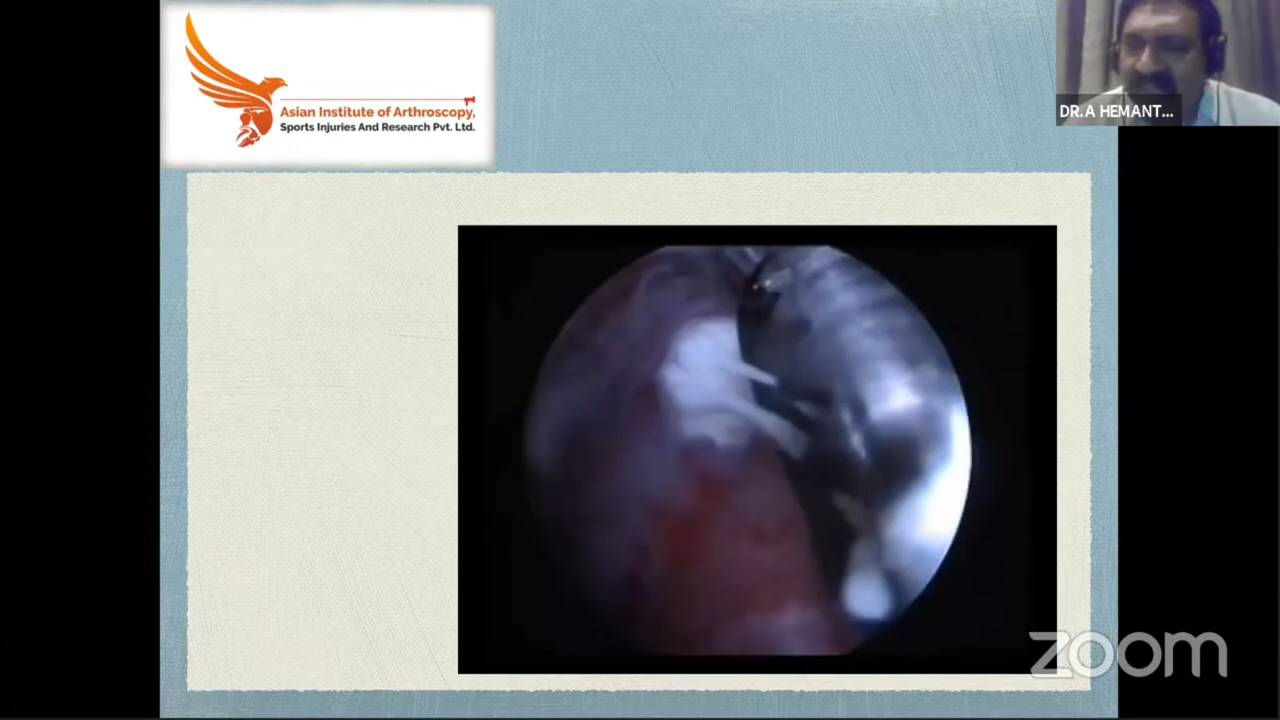 Asian Institute of Arthroscopy,
Sports Injuries And Research Pvt. Ltd.
DR.A HEMANT...
zoom